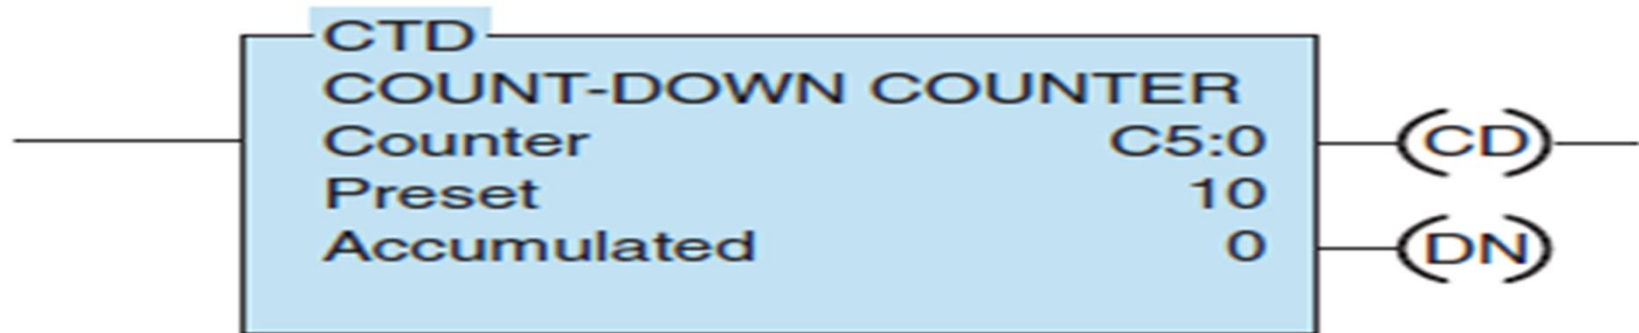 CTD
COUNT-DOWN COUNTER
Counter C5:0 CD
Preset 10
Accumulated 0 DN